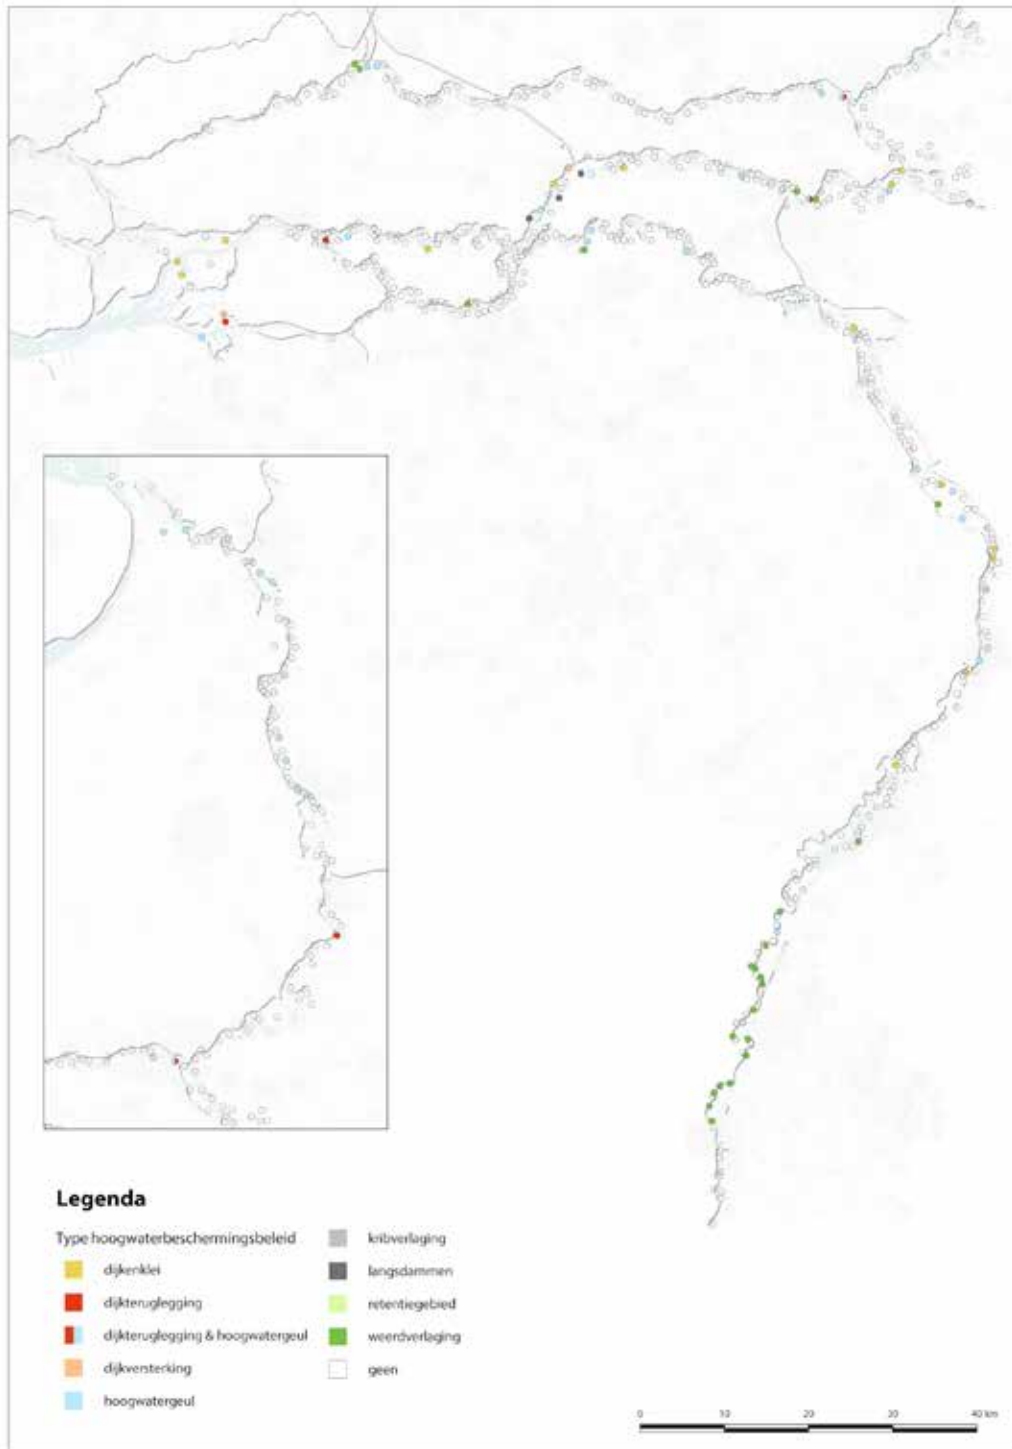 Legenda
Type hoogwaterbeschermingsbeleid
dijkenklei
dijkteruglegging
dijkteruglegging & hoogwatergeul
dijkversterking
hoogwatergeul
kribverlaging
langsdammen
retentiegebied
weerdverlaging
geen
0 10 20 30 40 km